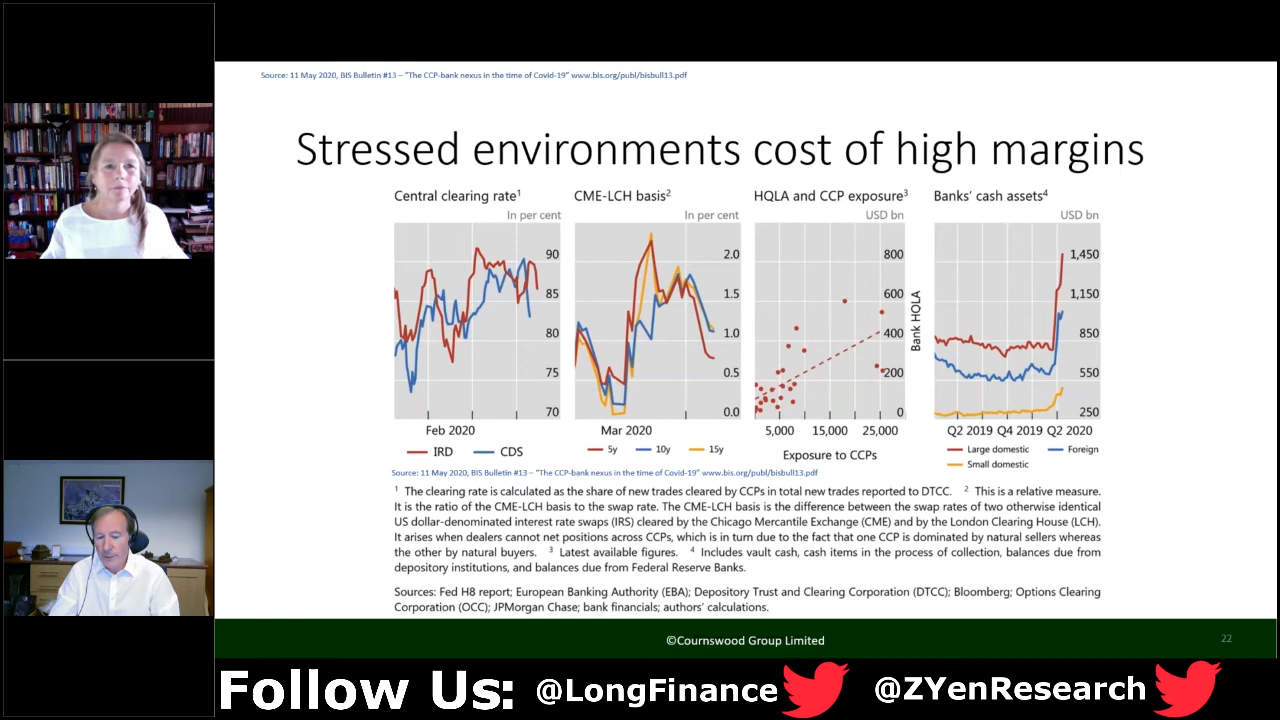 Source: 11 May 2020, BIS Bulletin #13 – "The CCP-bank nexus in the time of Covid-19" www.bis.org/publ/bisbull13.pdf
Stressed environments cost of high margins
Central clearing rate¹
In per cent
90
85
80
75
70
Feb 2020
IRD CDS
CME-LCH basis²
In per cent
2.0
1.5
1.0
0.5
0.0
Mar 2020
5y 10y 15y
HQLA and CCP exposure³
USD bn
800
600
400
200
0
Bank HQLA
5,000 15,000 25,000
Exposure to CCPs
Banks' cash assets⁴
USD bn
1,450
1,150
850
550
250
Q2 2019 Q4 2019 Q2 2020
Large domestic Foreign
Small domestic
Source: 11 May 2020, BIS Bulletin #13 – "The CCP-bank nexus in the time of Covid-19" www.bis.org/publ/bisbull13.pdf
¹ The clearing rate is calculated as the share of new trades cleared by CCPs in total new trades reported to DTCC. ² This is a relative measure.
It is the ratio of the CME-LCH basis to the swap rate. The CME-LCH basis is the difference between the swap rates of two otherwise identical
US dollar-denominated interest rate swaps (IRS) cleared by the Chicago Mercantile Exchange (CME) and by the London Clearing House (LCH).
It arises when dealers cannot net positions across CCPs, which is in turn due to the fact that one CCP is dominated by natural sellers whereas
the other by natural buyers. ³ Latest available figures. ⁴ Includes vault cash, cash items in the process of collection, balances due from
depository institutions, and balances due from Federal Reserve Banks.
Sources: Fed H8 report; European Banking Authority (EBA); Depository Trust and Clearing Corporation (DTCC); Bloomberg; Options Clearing
Corporation (OCC); JPMorgan Chase; bank financials; authors' calculations.
©Cournswood Group Limited
22
Follow Us: @LongFinance @ZYenResearch